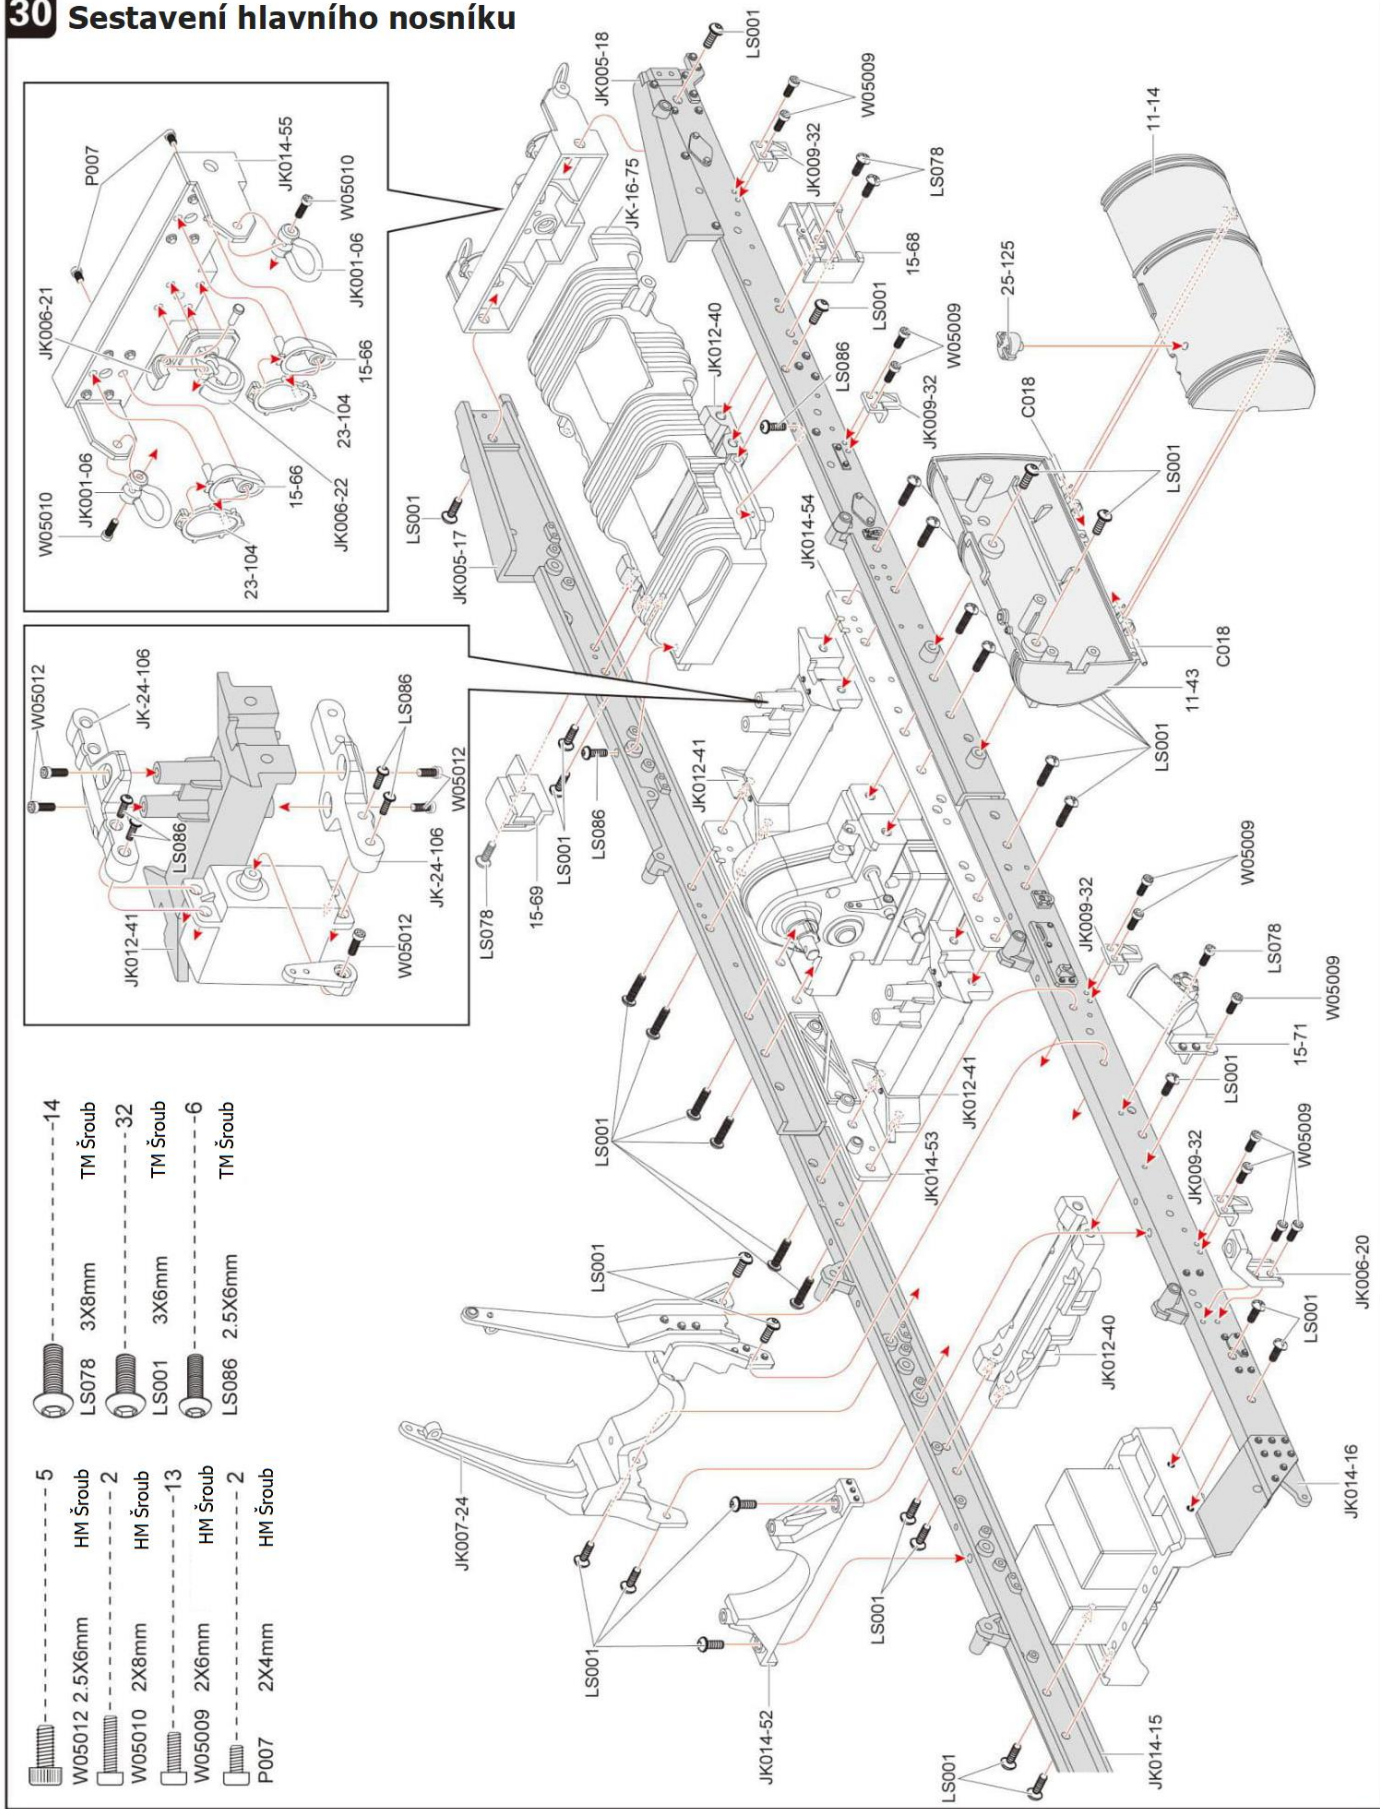 30 Sestavení hlavního nosníku
P007
JK014-55
W05010
JK001-06
JK006-21
15-66
23-104
JK006-22
15-66
23-104
JK001-06
W05010
W05012
JK-24-106
LS086
W05012
LS086
JK-24-106
JK012-41
W05012
LS001
JK005-18
W05009
JK009-32
LS078
JK-16-75
15-68
LS001
JK012-40
W05009
LS086
JK009-32
11-14
25-125
C018
LS001
C018
11-43
LS001
LS001
JK005-17
JK014-54
JK012-41
LS086
LS001
15-69
LS078
W05009
JK009-32
LS078
W05009
15-71
LS001
JK012-41
JK014-53
LS001
W05009
JK009-32
JK006-20
LS001
JK012-40
LS001
JK007-24
LS001
LS001
JK014-52
JK014-16
JK014-15
LS001
LS078 3X8mm TM Šroub 14
LS001 3X6mm TM Šroub 32
LS086 2.5X6mm TM Šroub 6
W05012 2.5X6mm HM Šroub 5
W05010 2X8mm HM Šroub 2
W05009 2X6mm HM Šroub 13
P007 2X4mm HM Šroub 2